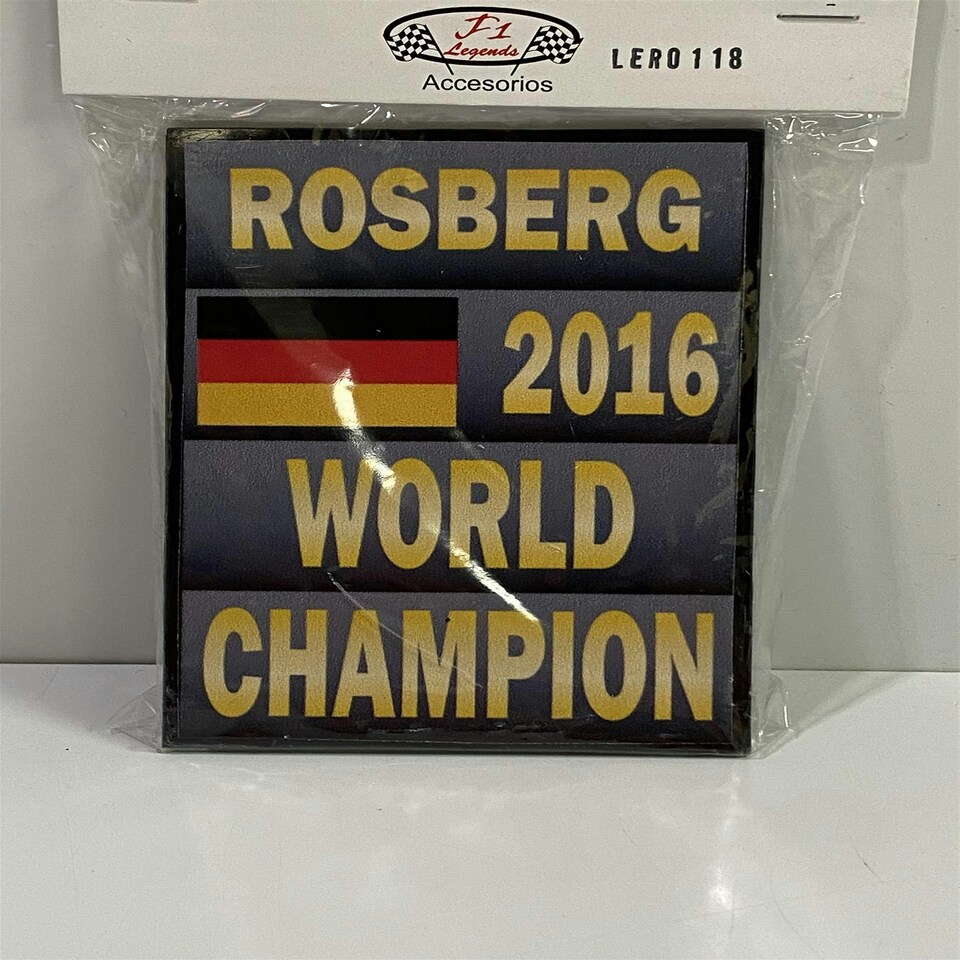 F1
Legends
Accesorios
LER0118
ROSBERG
2016
WORLD
CHAMPION